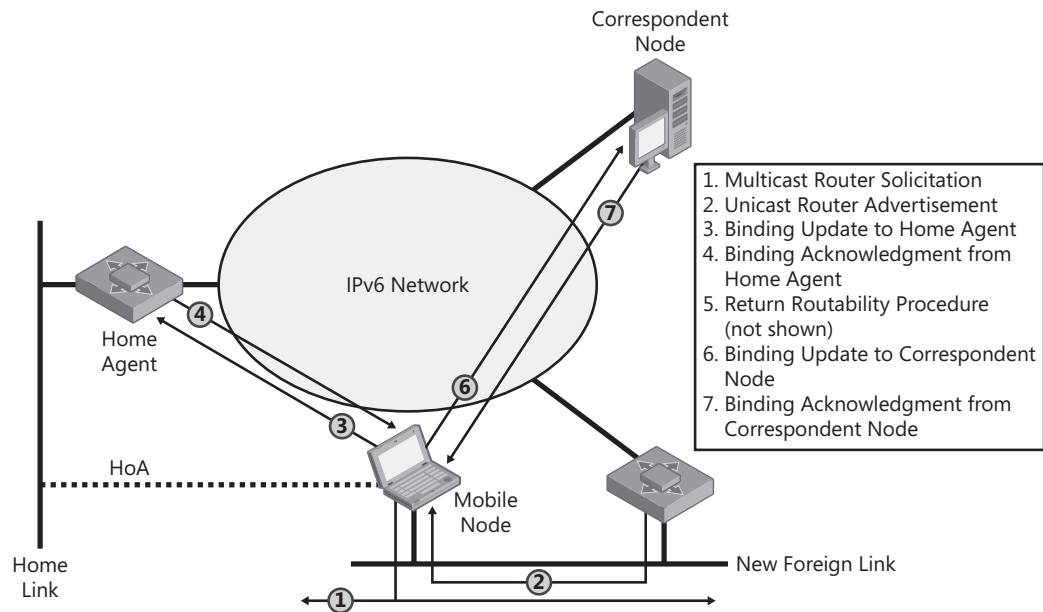 Correspondent
Node
1. Multicast Router Solicitation
2. Unicast Router Advertisement
3. Binding Update to Home Agent
4. Binding Acknowledgment from
Home Agent
5. Return Routability Procedure
(not shown)
6. Binding Update to Correspondent
Node
7. Binding Acknowledgment from
Correspondent Node
7
IPv6 Network
4
Home
Agent
6
3
HoA
Mobile
Node
Home
Link
New Foreign Link
2
1